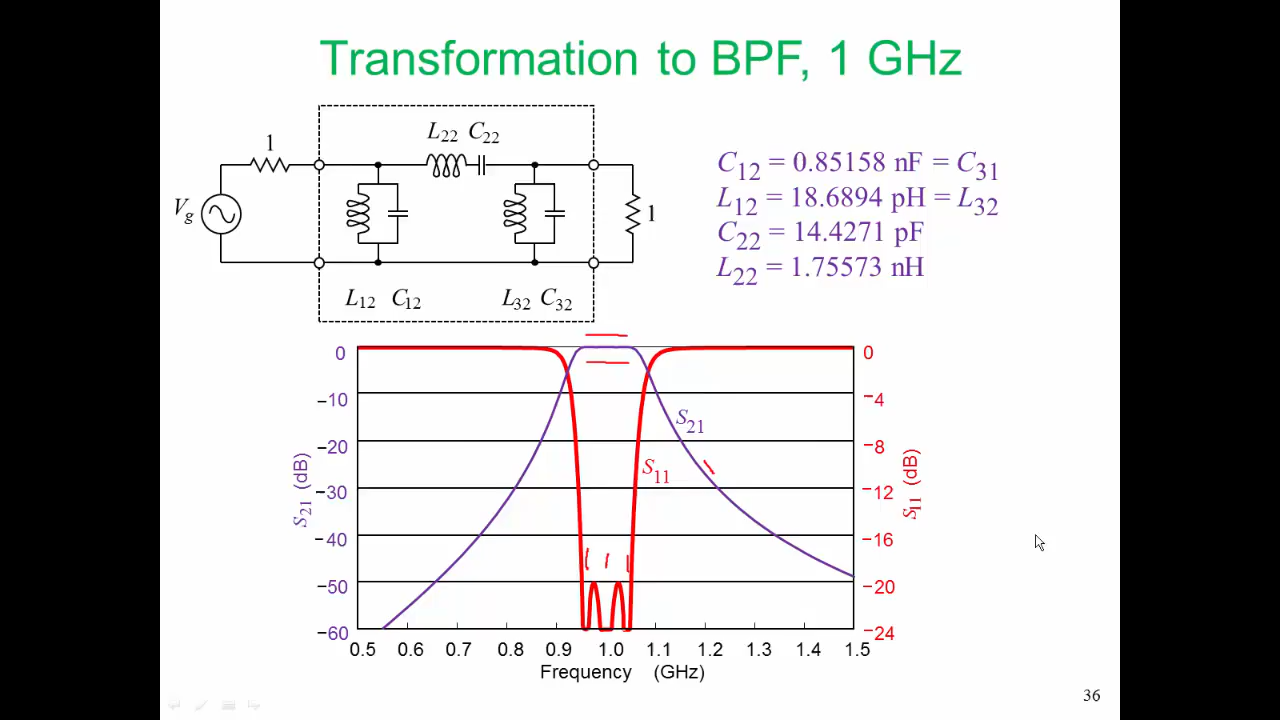 Transformation to BPF, 1 GHz
1
L22 C22
Vg
1
L12 C12
L32 C32
C12 = 0.85158 nF = C31
L12 = 18.6894 pH = L32
C22 = 14.4271 pF
L22 = 1.75573 nH
0
−10
−20
−30
−40
−50
−60
S21 (dB)
S21
S11
0
−4
−8
−12
−16
−20
−24
S11 (dB)
0.5 0.6 0.7 0.8 0.9 1.0 1.1 1.2 1.3 1.4 1.5
Frequency (GHz)
36